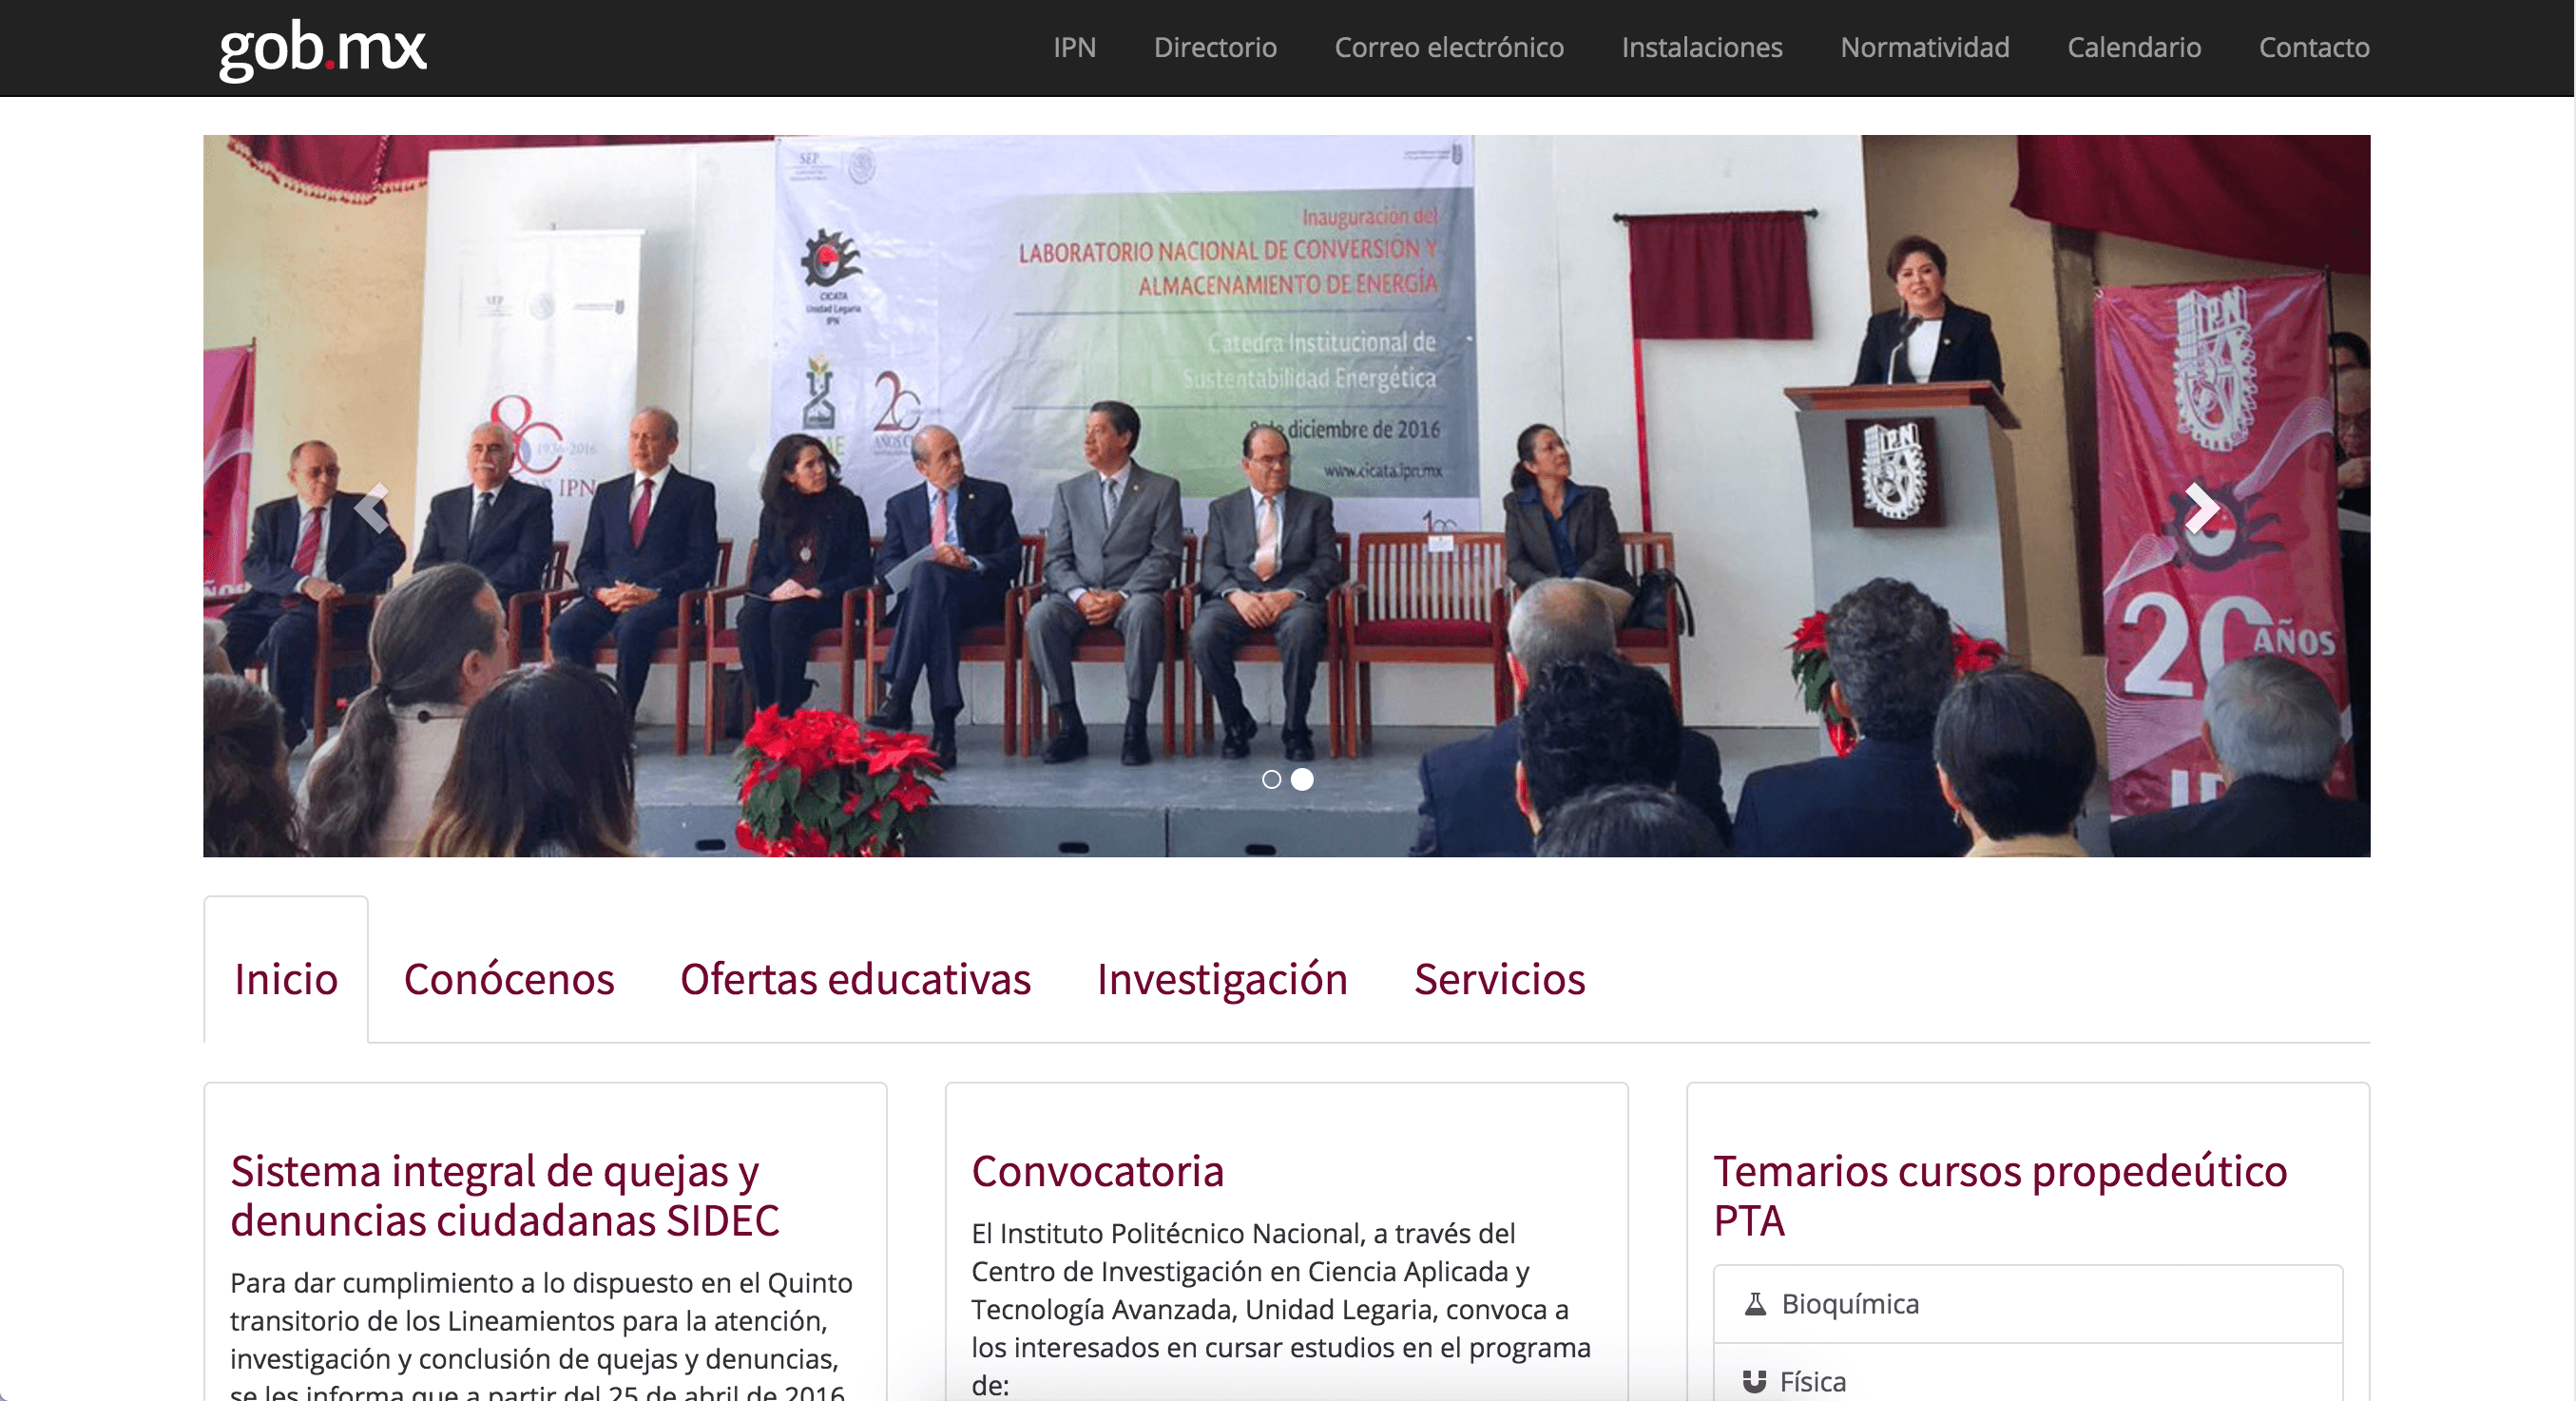 gob.mx
IPN
Directorio
Correo electrónico
Instalaciones
Normatividad
Calendario
Contacto
SEP
Inauguración del
LABORATORIO NACIONAL DE CONVERSIÓN Y
ALMACENAMIENTO DE ENERGÍA
CICATA
Unidad Legaria
IPN
Catedra Institucional de
Sustentabilidad Energética
diciembre de 2016
www.cicata.ipn.mx
SEP
80
1936-2016
IPN
20
AÑOS
IPN
IPN
20 AÑOS
Inicio
Conócenos
Ofertas educativas
Investigación
Servicios
Sistema integral de quejas y
denuncias ciudadanas SIDEC
Para dar cumplimiento a lo dispuesto en el Quinto
transitorio de los Lineamientos para la atención,
investigación y conclusión de quejas y denuncias,
se les informa que a partir del 25 de abril de 2016
Convocatoria
El Instituto Politécnico Nacional, a través del
Centro de Investigación en Ciencia Aplicada y
Tecnología Avanzada, Unidad Legaria, convoca a
los interesados en cursar estudios en el programa
de:
Temarios cursos propedeútico
PTA
Bioquímica
Física